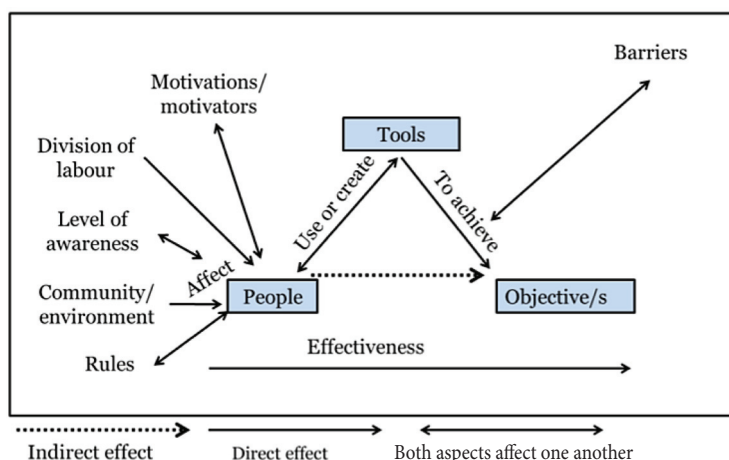 Barriers
Motivations/
motivators
Tools
Division of
labour
Use or create
To achieve
Level of
awareness
Affect
Community/
environment
People
Objective/s
Rules
Effectiveness
Indirect effect
Direct effect
Both aspects affect one another